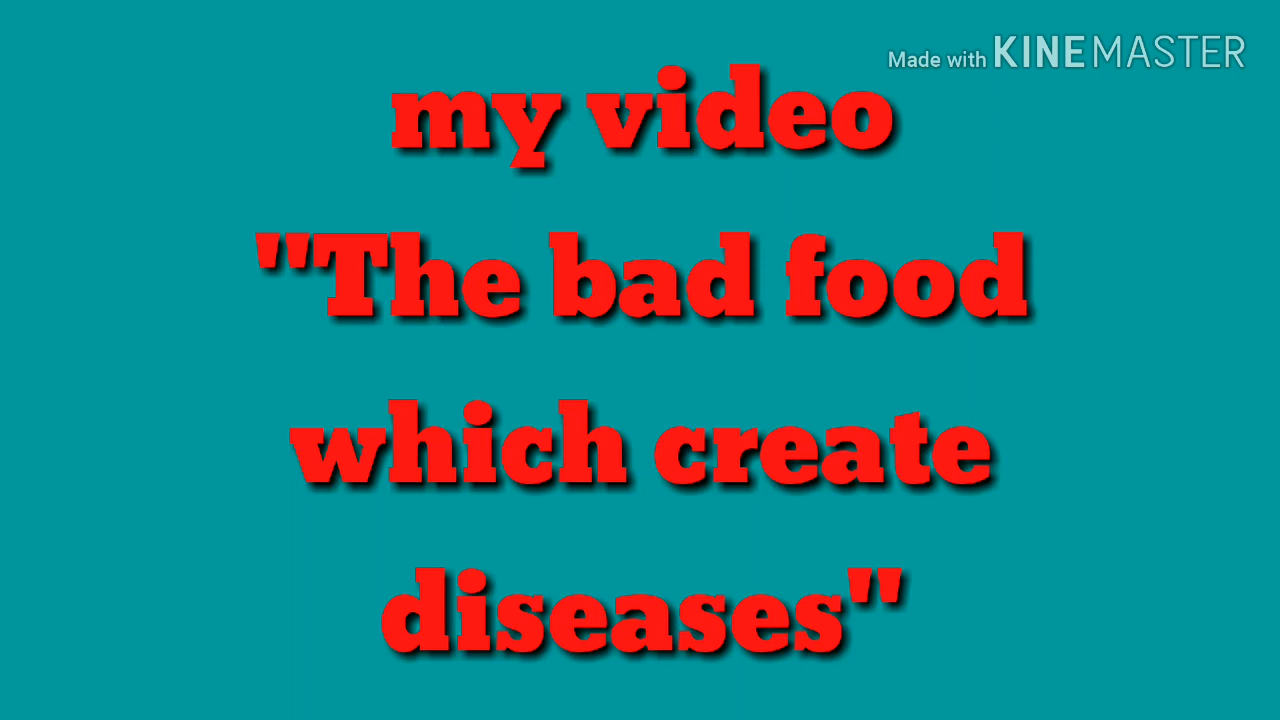 Made with KINEMASTER
my video
"The bad food
which create
diseases"